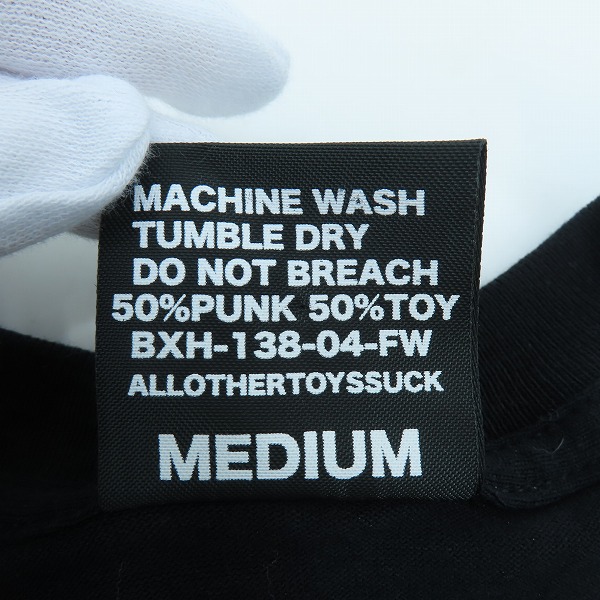 MACHINE WASH
TUMBLE DRY
DO NOT BREACH
50%PUNK 50%TOY
BXH-138-04-FW
ALLOTHERTOYSSUCK
MEDIUM